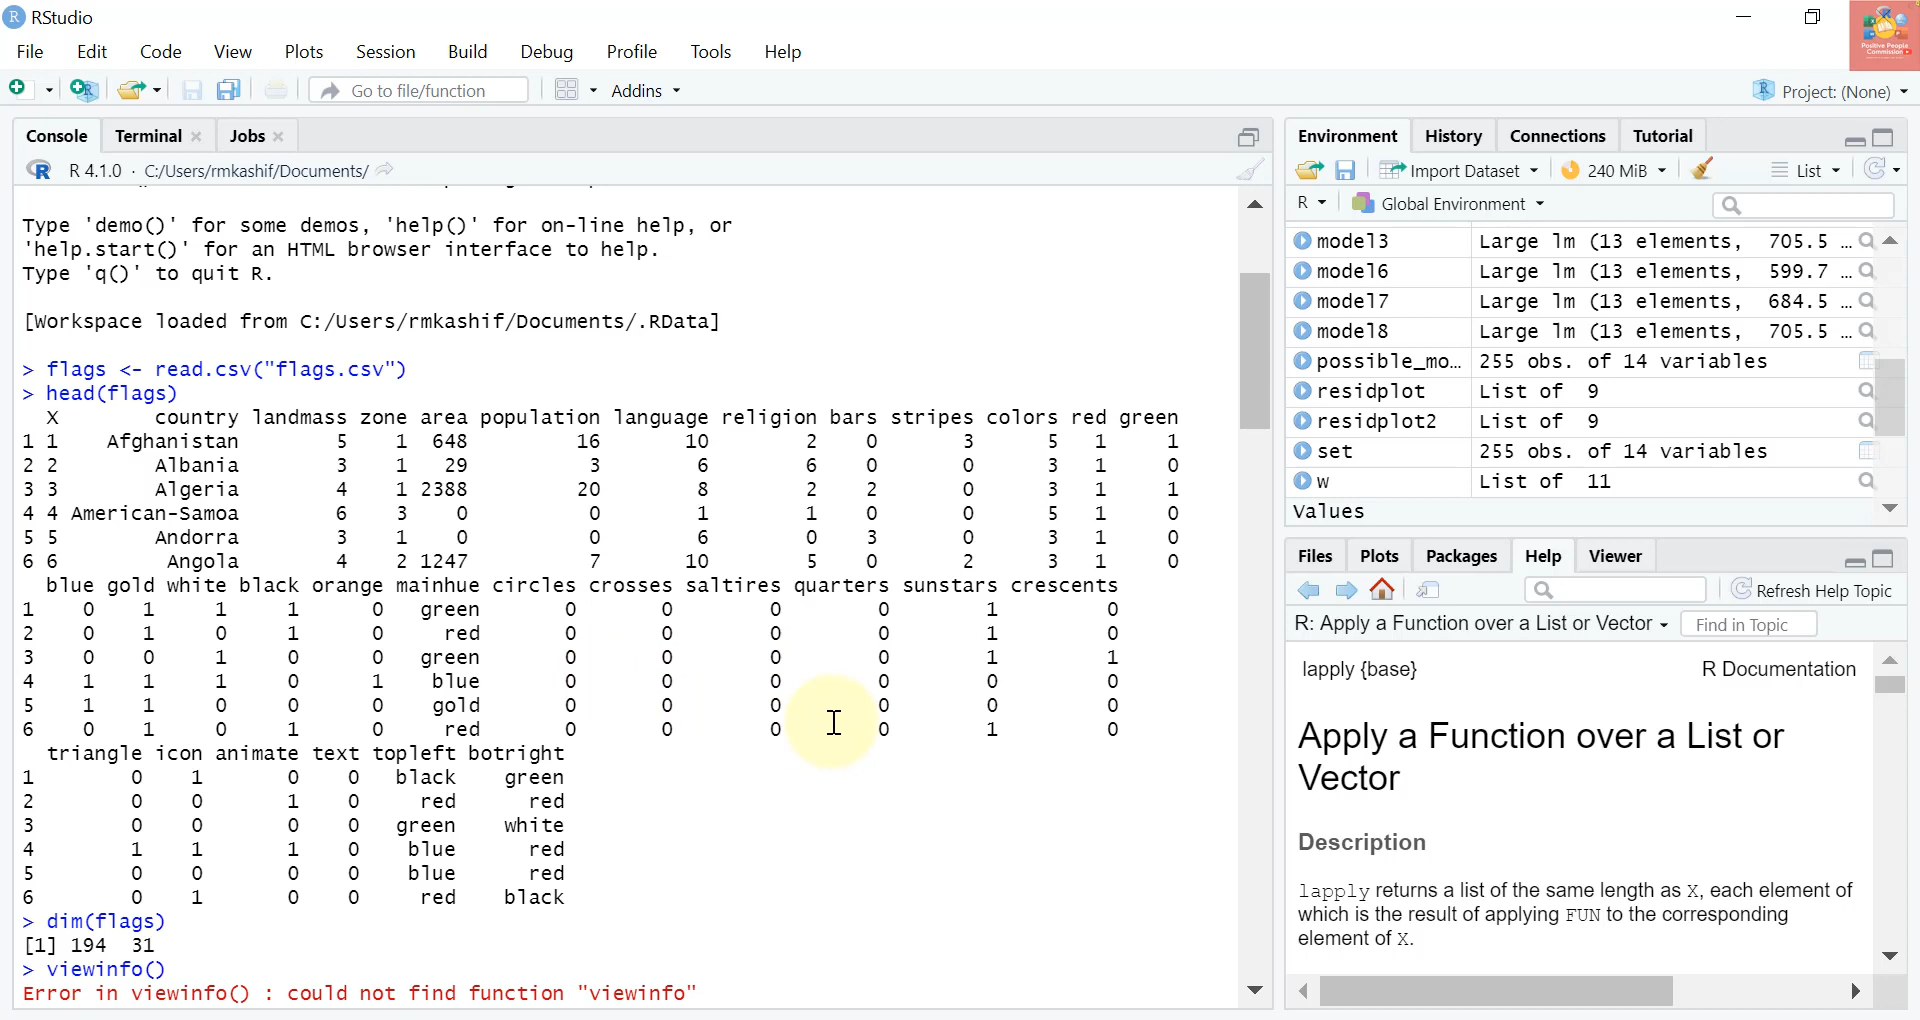 RStudio
File Edit Code View Plots Session Build Debug Profile Tools Help
Positive People
Commission
Go to file/function Addins Project: (None)
Console Terminal Jobs
R 4.1.0 · C:/Users/rmkashif/Documents/
Type 'demo()' for some demos, 'help()' for on-line help, or
'help.start()' for an HTML browser interface to help.
Type 'q()' to quit R.
[Workspace loaded from C:/Users/rmkashif/Documents/.RData]
> flags <- read.csv("flags.csv")
> head(flags)
X country landmass zone area population language religion bars stripes colors red green
1 1 Afghanistan 5 1 648 16 10 2 0 3 5 1 1
2 2 Albania 3 1 29 3 6 6 0 0 3 1 0
3 3 Algeria 4 1 2388 20 8 2 2 0 3 1 1
4 4 American-Samoa 6 3 0 0 1 1 0 0 5 1 0
5 5 Andorra 3 1 0 0 6 0 3 0 3 1 0
6 6 Angola 4 2 1247 7 10 5 0 2 3 1 0
blue gold white black orange mainhue circles crosses saltires quarters sunstars crescents
1 0 1 1 1 0 green 0 0 0 0 1 0
2 0 1 0 1 0 red 0 0 0 0 1 0
3 0 0 1 0 0 green 0 0 0 0 1 1
4 1 1 1 0 1 blue 0 0 0 0 0 0
5 1 1 0 0 0 gold 0 0 0 0 0 0
6 0 1 0 1 0 red 0 0 0 0 1 0
triangle icon animate text topleft botright
1 0 1 0 0 black green
2 0 0 1 0 red red
3 0 0 0 0 green white
4 1 1 1 0 blue red
5 0 0 0 0 blue red
6 0 1 0 0 red black
> dim(flags)
[1] 194 31
> viewinfo()
Error in viewinfo() : could not find function "viewinfo"
Environment History Connections Tutorial
Import Dataset 240 MiB List
R Global Environment
model3 Large lm (13 elements, 705.5 …
model6 Large lm (13 elements, 599.7 …
model7 Large lm (13 elements, 684.5 …
model8 Large lm (13 elements, 705.5 …
possible_mo… 255 obs. of 14 variables
residplot List of 9
residplot2 List of 9
set 255 obs. of 14 variables
w List of 11
Values
Files Plots Packages Help Viewer
Refresh Help Topic
R: Apply a Function over a List or Vector Find in Topic
lapply {base} R Documentation
Apply a Function over a List or
Vector
Description
lapply returns a list of the same length as X, each element of
which is the result of applying FUN to the corresponding
element of X.